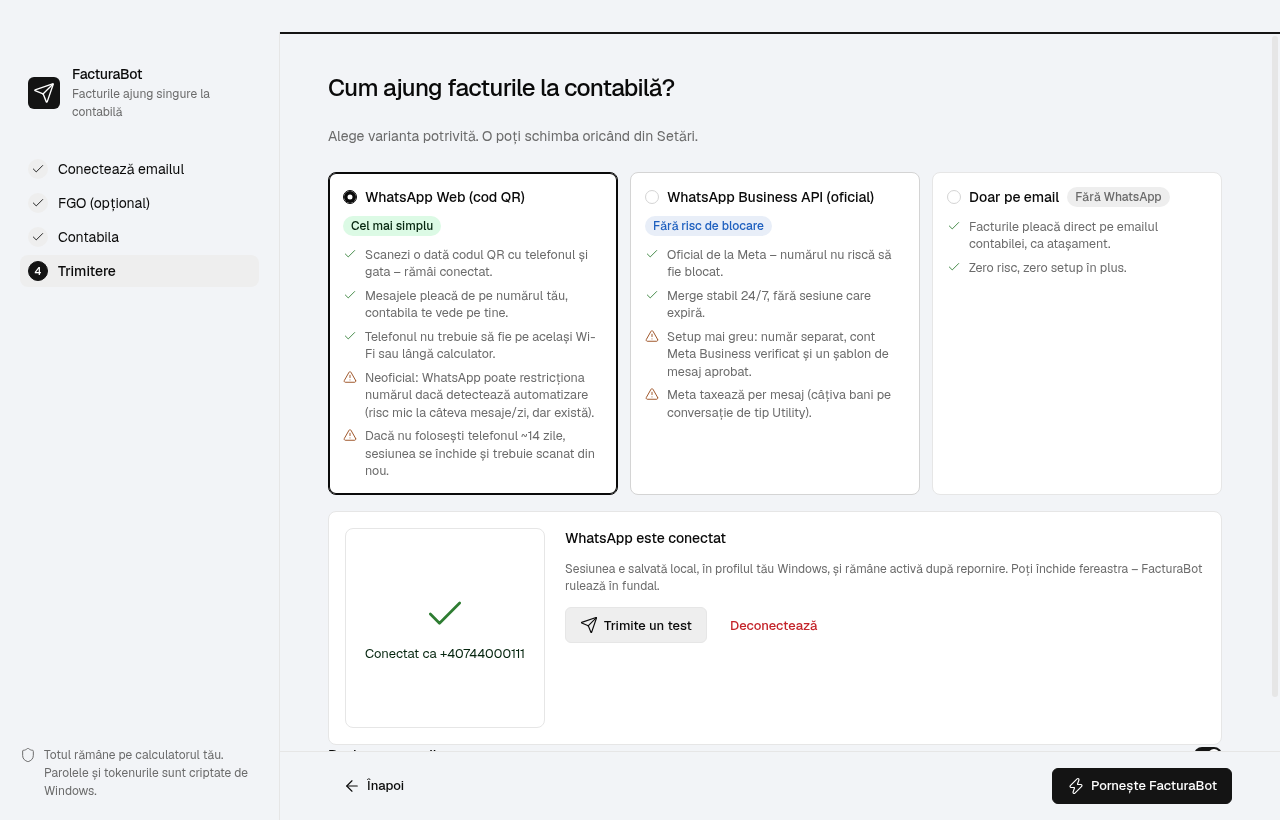 FacturaBot
Facturile ajung singure la
contabilă
Conectează emailul
FGO (opțional)
Contabila
4 Trimitere
Totul rămâne pe calculatorul tău.
Parolele și tokenurile sunt criptate de
Windows.
Cum ajung facturile la contabilă?
Alege varianta potrivită. O poți schimba oricând din Setări.
WhatsApp Web (cod QR)
Cel mai simplu
Scanezi o dată codul QR cu telefonul și
gata – rămâi conectat.
Mesajele pleacă de pe numărul tău,
contabila te vede pe tine.
Telefonul nu trebuie să fie pe același Wi-
Fi sau lângă calculator.
Neoficial: WhatsApp poate restricționa
numărul dacă detectează automatizare
(risc mic la câteva mesaje/zi, dar există).
Dacă nu folosești telefonul ~14 zile,
sesiunea se închide și trebuie scanat din
nou.
WhatsApp Business API (oficial)
Fără risc de blocare
Oficial de la Meta – numărul nu riscă să
fie blocat.
Merge stabil 24/7, fără sesiune care
expiră.
Setup mai greu: număr separat, cont
Meta Business verificat și un șablon de
mesaj aprobat.
Meta taxează per mesaj (câțiva bani pe
conversație de tip Utility).
Doar pe email Fără WhatsApp
Facturile pleacă direct pe emailul
contabilei, ca atașament.
Zero risc, zero setup în plus.
Conectat ca +40744000111
WhatsApp este conectat
Sesiunea e salvată local, în profilul tău Windows, și rămâne activă după repornire. Poți închide fereastra – FacturaBot
rulează în fundal.
Trimite un test
Deconectează
Înapoi
Pornește FacturaBot